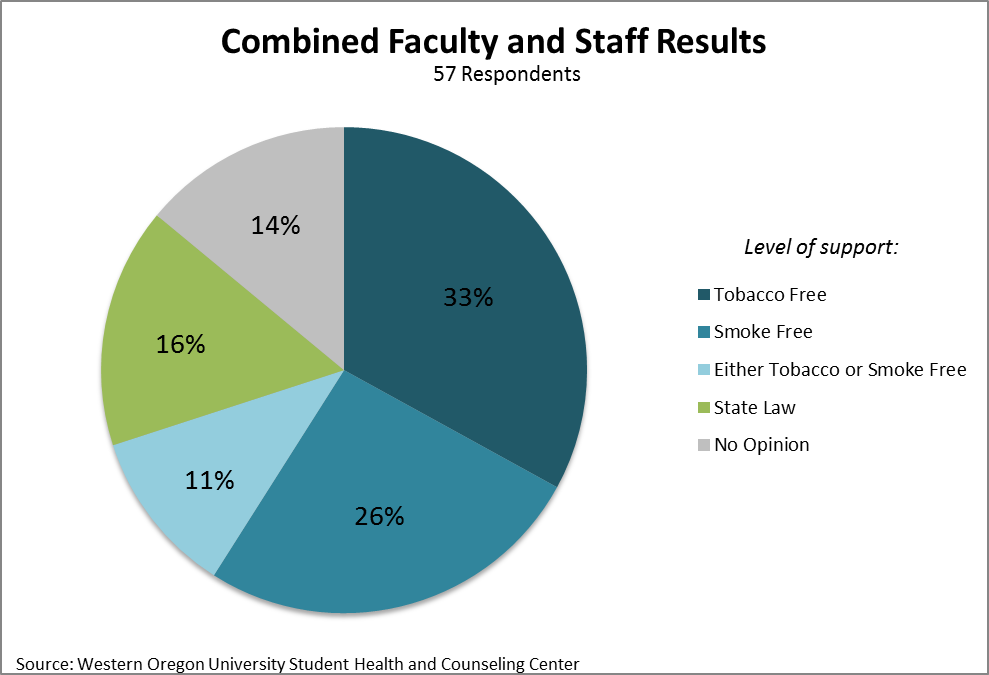 Combined Faculty and Staff Results
57 Respondents
14%
33%
16%
11%
26%
Level of support:
Tobacco Free
Smoke Free
Either Tobacco or Smoke Free
State Law
No Opinion
Source: Western Oregon University Student Health and Counseling Center